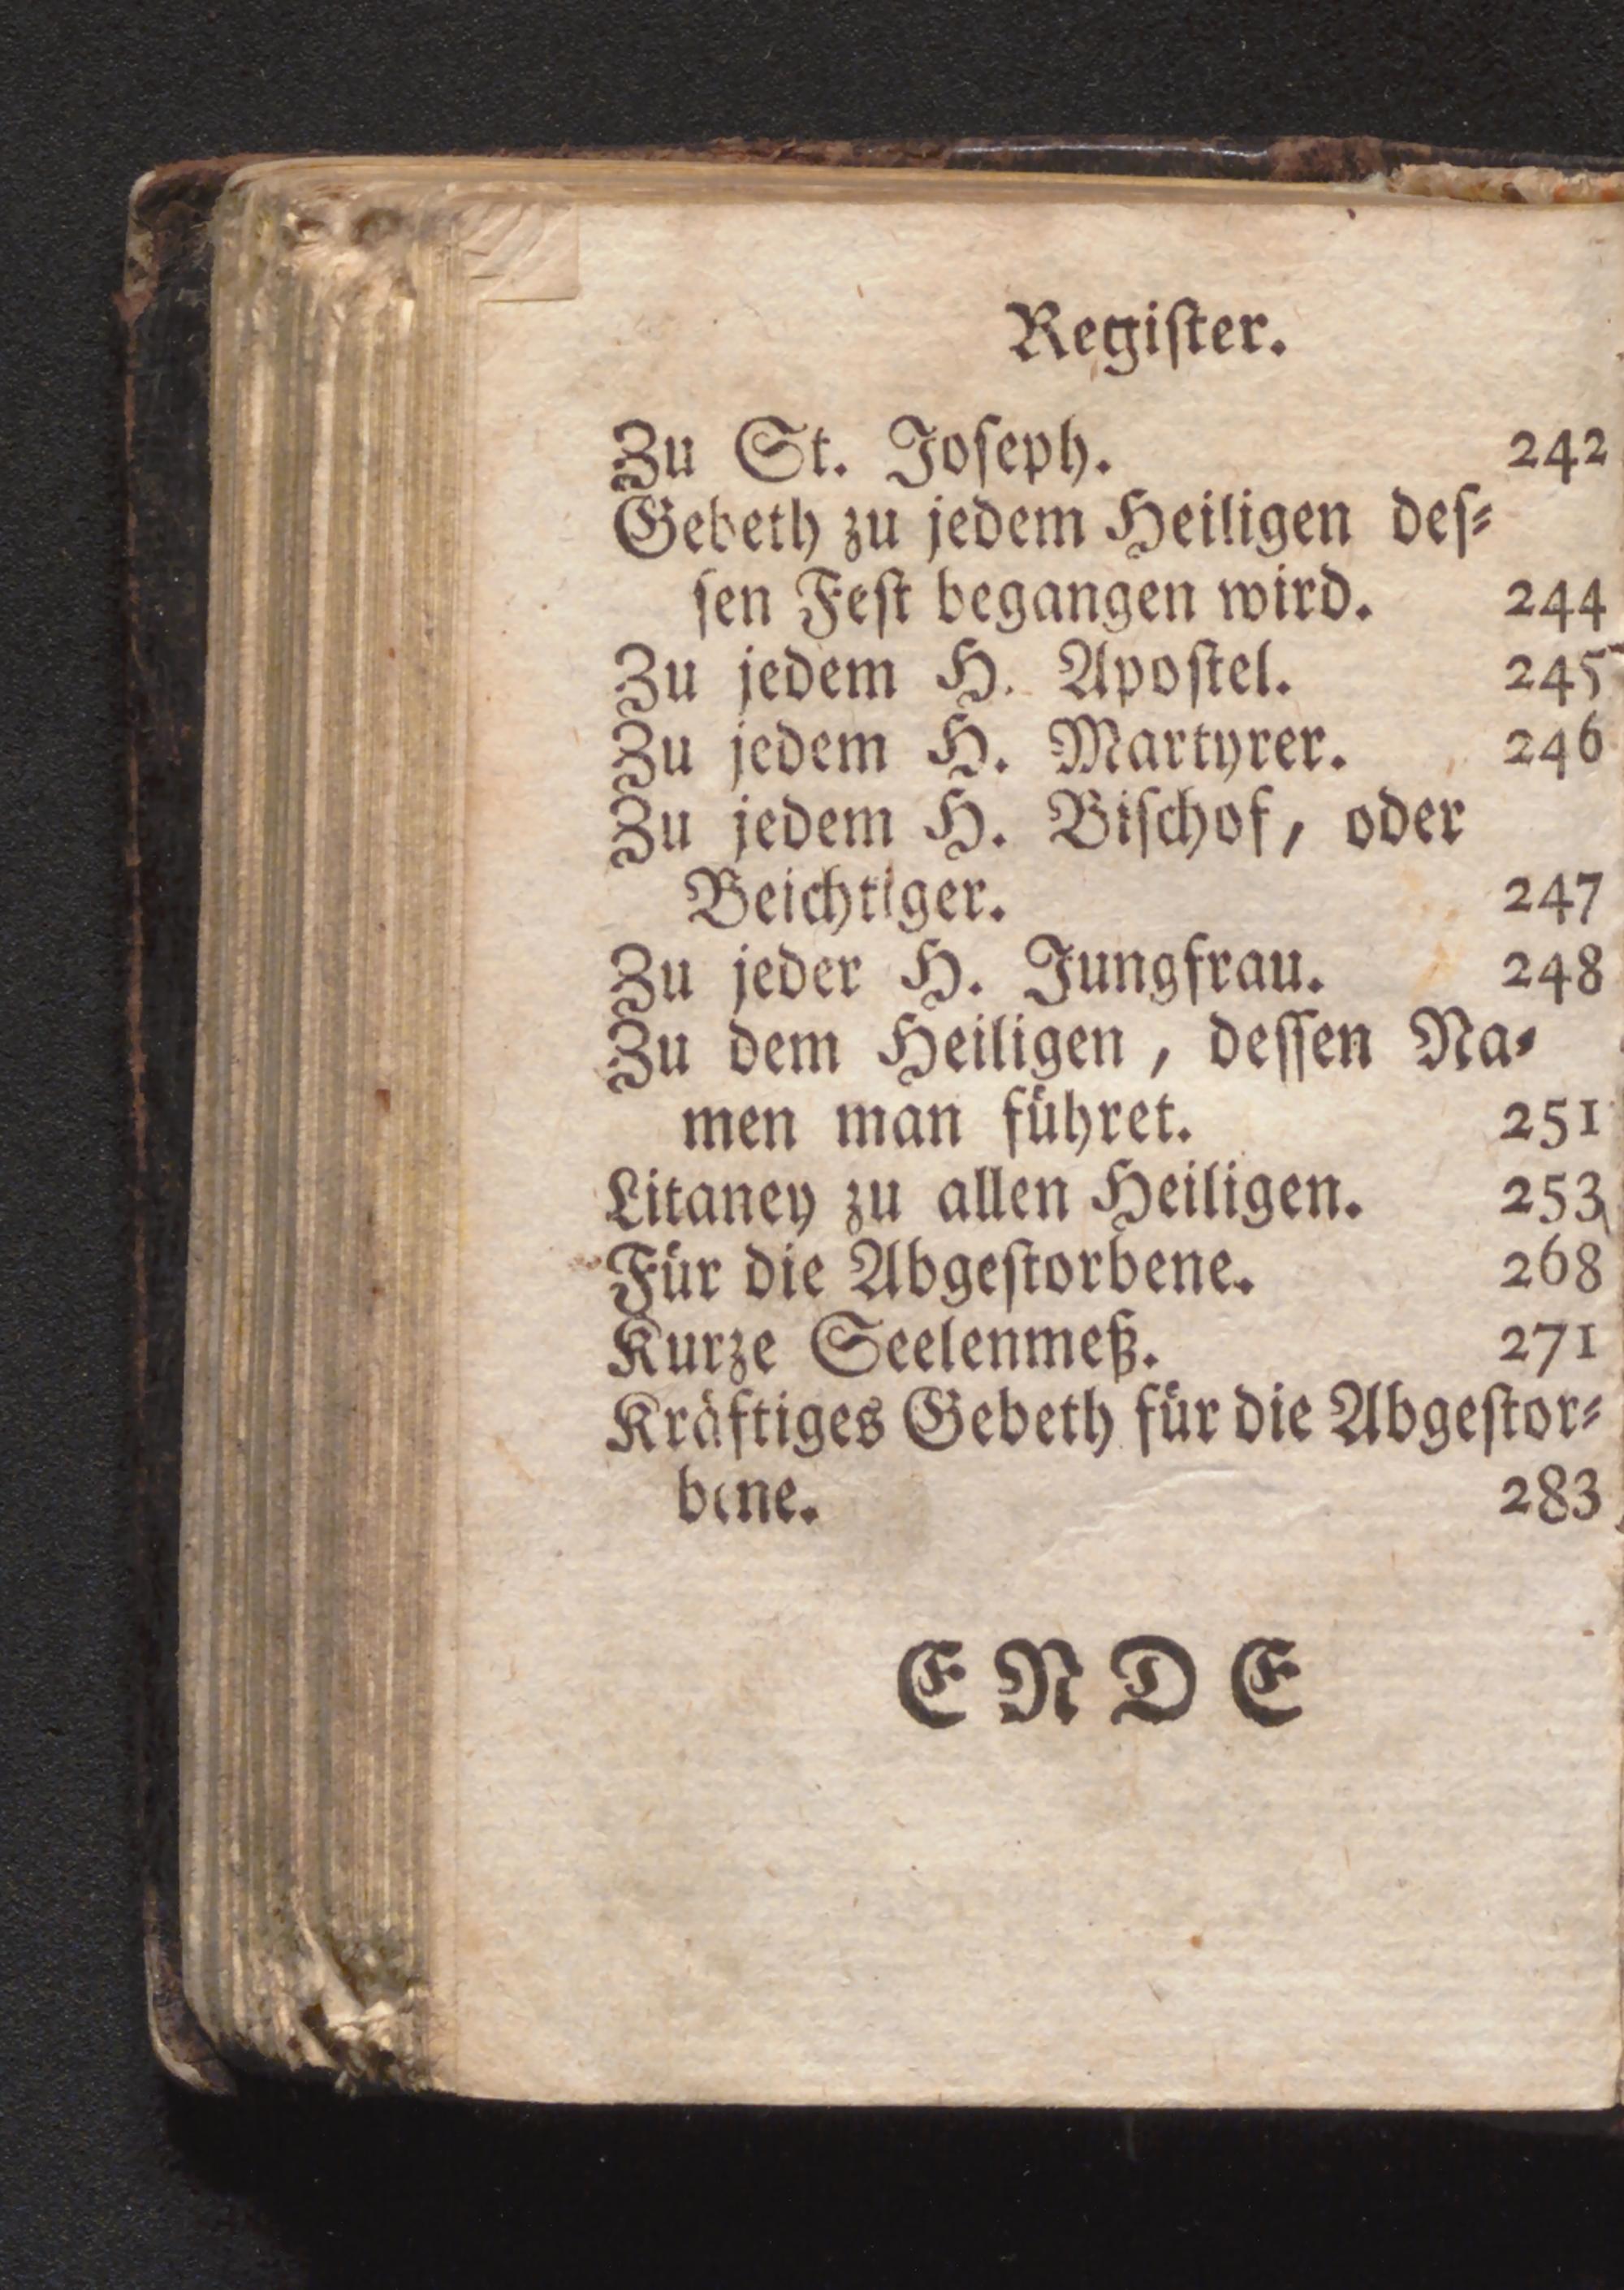 Regiſter.
Zu St. Joſeph. 242
Gebeth zu jedem Heiligen deſ⸗
ſen Feſt begangen wird. 244
Zu jedem H. Apoſtel. 245
Zu jedem H. Martyrer. 246
Zu jedem H. Biſchof, oder
Beichtiger. 247
Zu jeder H. Jungfrau. 248
Zu dem Heiligen, deſſen Na⸗
men man führet. 251
Litaney zu allen Heiligen. 253
Für die Abgeſtorbene. 268
Kurze Seelenmeß. 271
Kräftiges Gebeth für die Abgeſtor⸗
bene. 283
ENDE